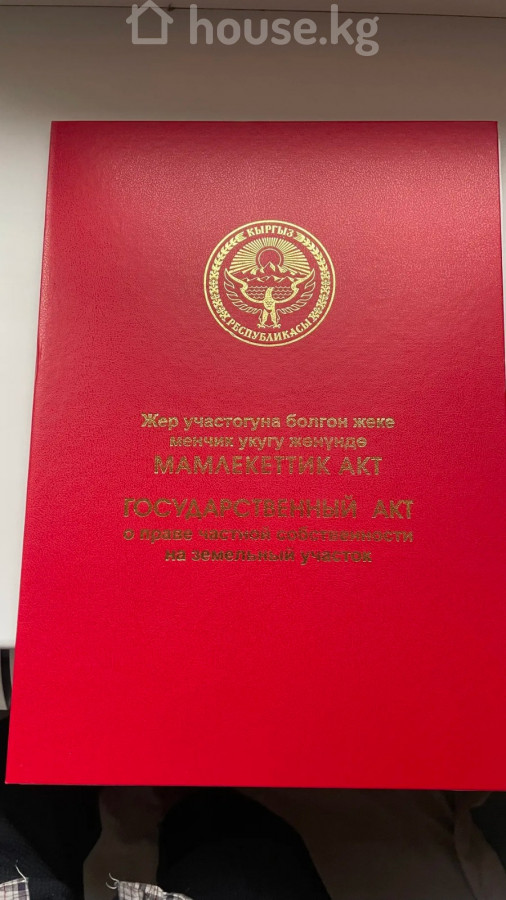 house.kg
КЫРГЫЗ
РЕСПУБЛИКАСЫ
Жер участогуна болгон жеке
менчик укугу жөнүндө
МАМЛЕКЕТТИК АКТ
ГОСУДАРСТВЕННЫЙ АКТ
о праве частной собственности
на земельный участок